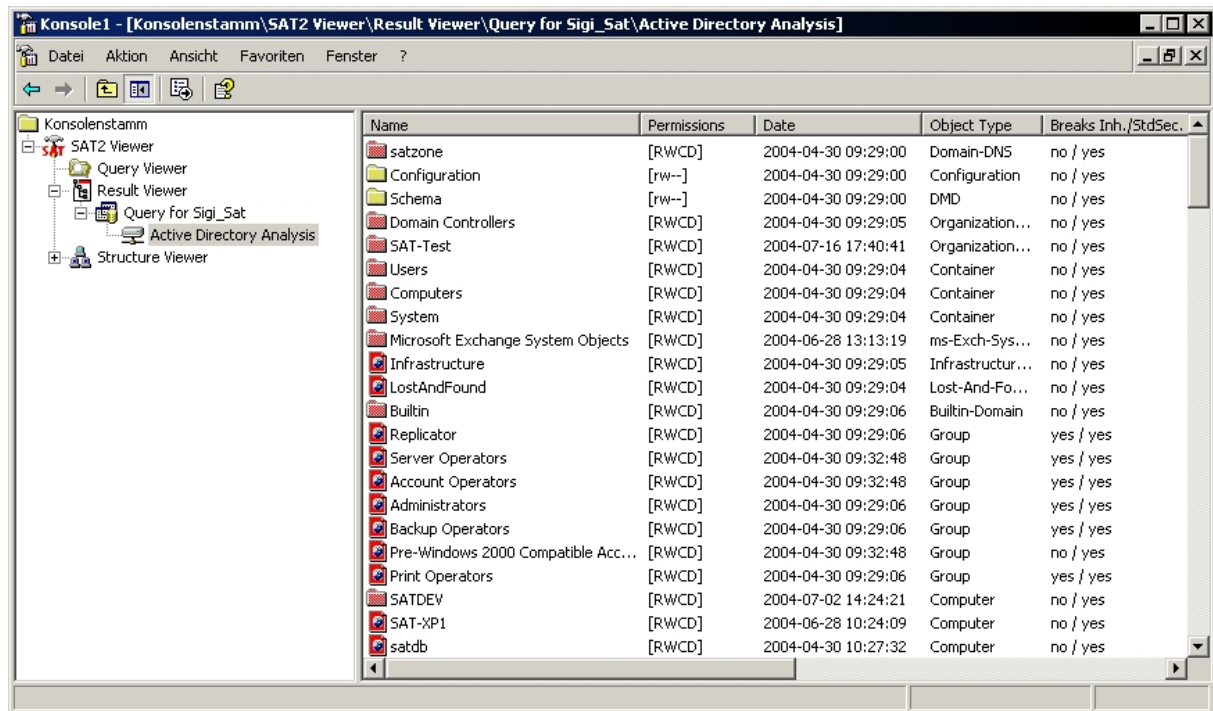 Konsole1 - [Konsolenstamm\SAT2 Viewer\Result Viewer\Query for Sigi_Sat\Active Directory Analysis]
Datei Aktion Ansicht Favoriten Fenster ?
Konsolenstamm
SAT2 Viewer
SAT
Query Viewer
Result Viewer
Query for Sigi_Sat
Active Directory Analysis
Structure Viewer
Name Permissions Date Object Type Breaks Inh./StdSec.
satzone [RWCD] 2004-04-30 09:29:00 Domain-DNS no / yes
Configuration [rw--] 2004-04-30 09:29:00 Configuration no / yes
Schema [rw--] 2004-04-30 09:29:00 DMD no / yes
Domain Controllers [RWCD] 2004-04-30 09:29:05 Organization... no / yes
SAT-Test [RWCD] 2004-07-16 17:40:41 Organization... no / yes
Users [RWCD] 2004-04-30 09:29:04 Container no / yes
Computers [RWCD] 2004-04-30 09:29:04 Container no / yes
System [RWCD] 2004-04-30 09:29:04 Container no / yes
Microsoft Exchange System Objects [RWCD] 2004-06-28 13:13:19 ms-Exch-Sys... no / yes
Infrastructure [RWCD] 2004-04-30 09:29:05 Infrastructur... no / yes
LostAndFound [RWCD] 2004-04-30 09:29:04 Lost-And-Fo... no / yes
Builtin [RWCD] 2004-04-30 09:29:06 Builtin-Domain no / yes
Replicator [RWCD] 2004-04-30 09:29:06 Group yes / yes
Server Operators [RWCD] 2004-04-30 09:32:48 Group yes / yes
Account Operators [RWCD] 2004-04-30 09:32:48 Group yes / yes
Administrators [RWCD] 2004-04-30 09:29:06 Group yes / yes
Backup Operators [RWCD] 2004-04-30 09:29:06 Group yes / yes
Pre-Windows 2000 Compatible Acc... [RWCD] 2004-04-30 09:32:48 Group no / yes
Print Operators [RWCD] 2004-04-30 09:29:06 Group yes / yes
SATDEV [RWCD] 2004-07-02 14:24:21 Computer no / yes
SAT-XP1 [RWCD] 2004-06-28 10:24:09 Computer no / yes
satdb [RWCD] 2004-04-30 10:27:32 Computer no / yes